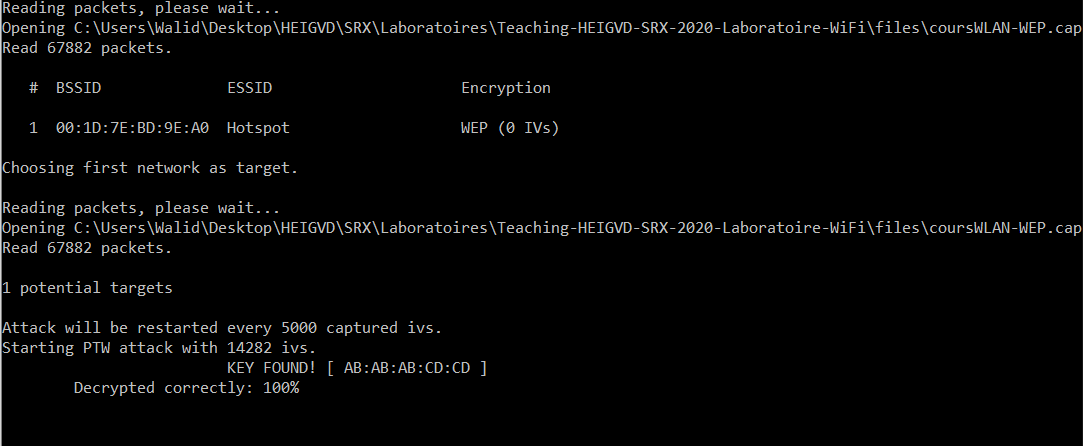 Reading packets, please wait...
Opening C:\Users\Walid\Desktop\HEIGVD\SRX\Laboratoires\Teaching-HEIGVD-SRX-2020-Laboratoire-WiFi\files\coursWLAN-WEP.cap
Read 67882 packets.
# BSSID ESSID Encryption
1 00:1D:7E:BD:9E:A0 Hotspot WEP (0 IVs)
Choosing first network as target.
Reading packets, please wait...
Opening C:\Users\Walid\Desktop\HEIGVD\SRX\Laboratoires\Teaching-HEIGVD-SRX-2020-Laboratoire-WiFi\files\coursWLAN-WEP.cap
Read 67882 packets.
1 potential targets
Attack will be restarted every 5000 captured ivs.
Starting PTW attack with 14282 ivs.
KEY FOUND! [ AB:AB:AB:CD:CD ]
Decrypted correctly: 100%